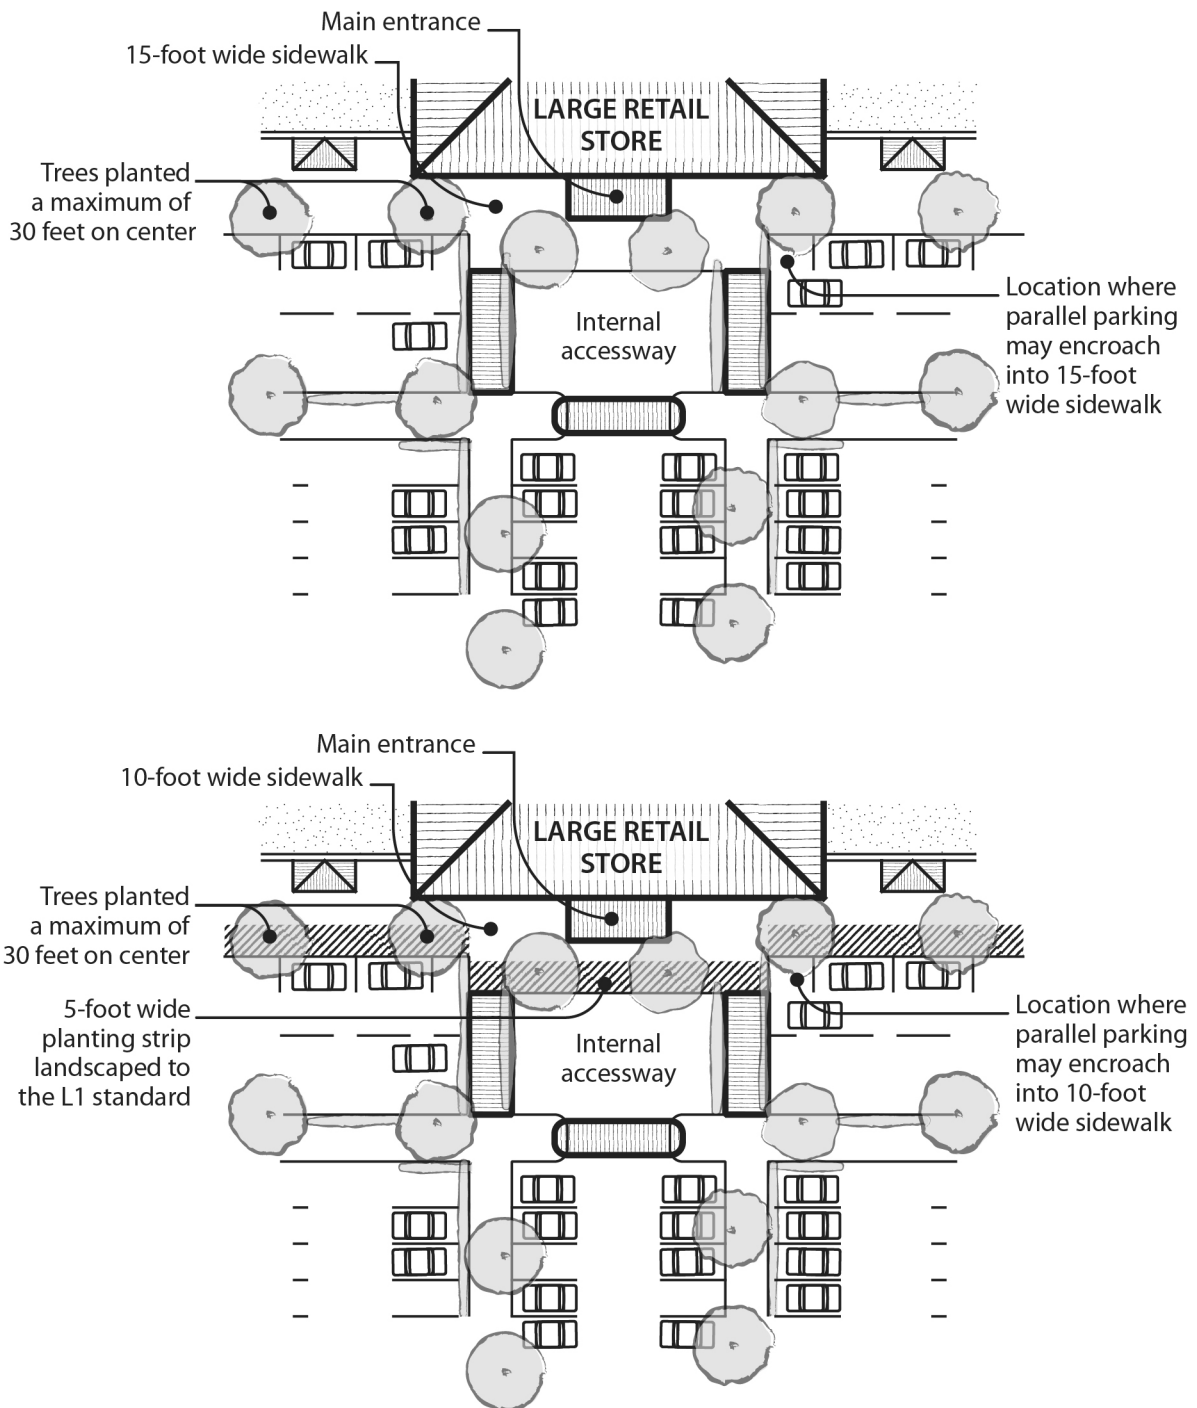 Main entrance
15-foot wide sidewalk
LARGE RETAIL
STORE
Trees planted
a maximum of
30 feet on center
Internal
accessway
Location where
parallel parking
may encroach
into 15-foot
wide sidewalk
Main entrance
10-foot wide sidewalk
LARGE RETAIL
STORE
Trees planted
a maximum of
30 feet on center
5-foot wide
planting strip
landscaped to
the L1 standard
Internal
accessway
Location where
parallel parking
may encroach
into 10-foot
wide sidewalk